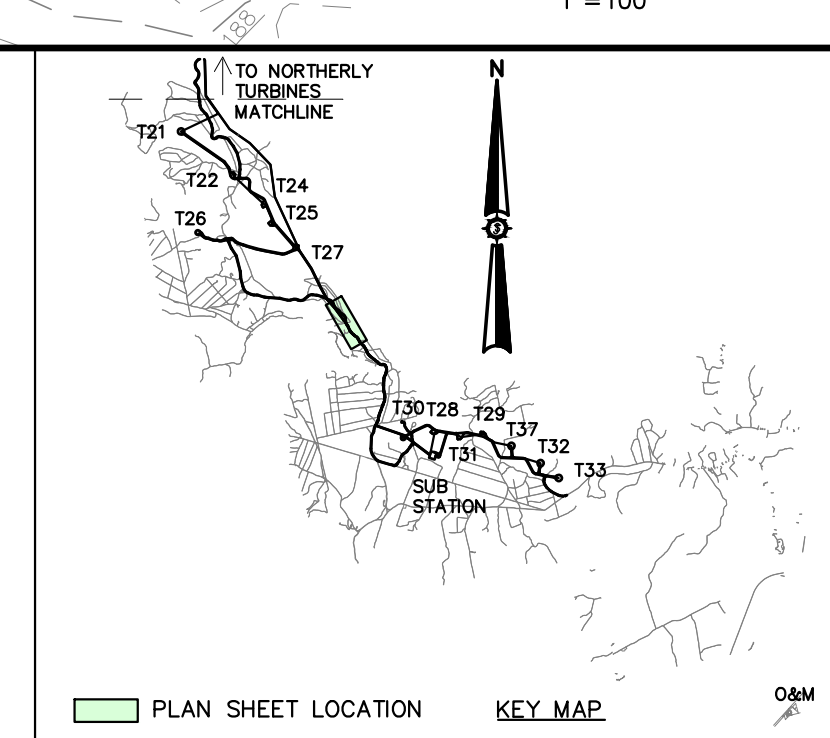 1"=100'
188
TO NORTHERLY
TURBINES
MATCHLINE
N
T21
T22
T24
T25
T26
T27
T30
T28
T29
T37
T31
T32
T33
SUB
STATION
PLAN SHEET LOCATION
KEY MAP
O&M